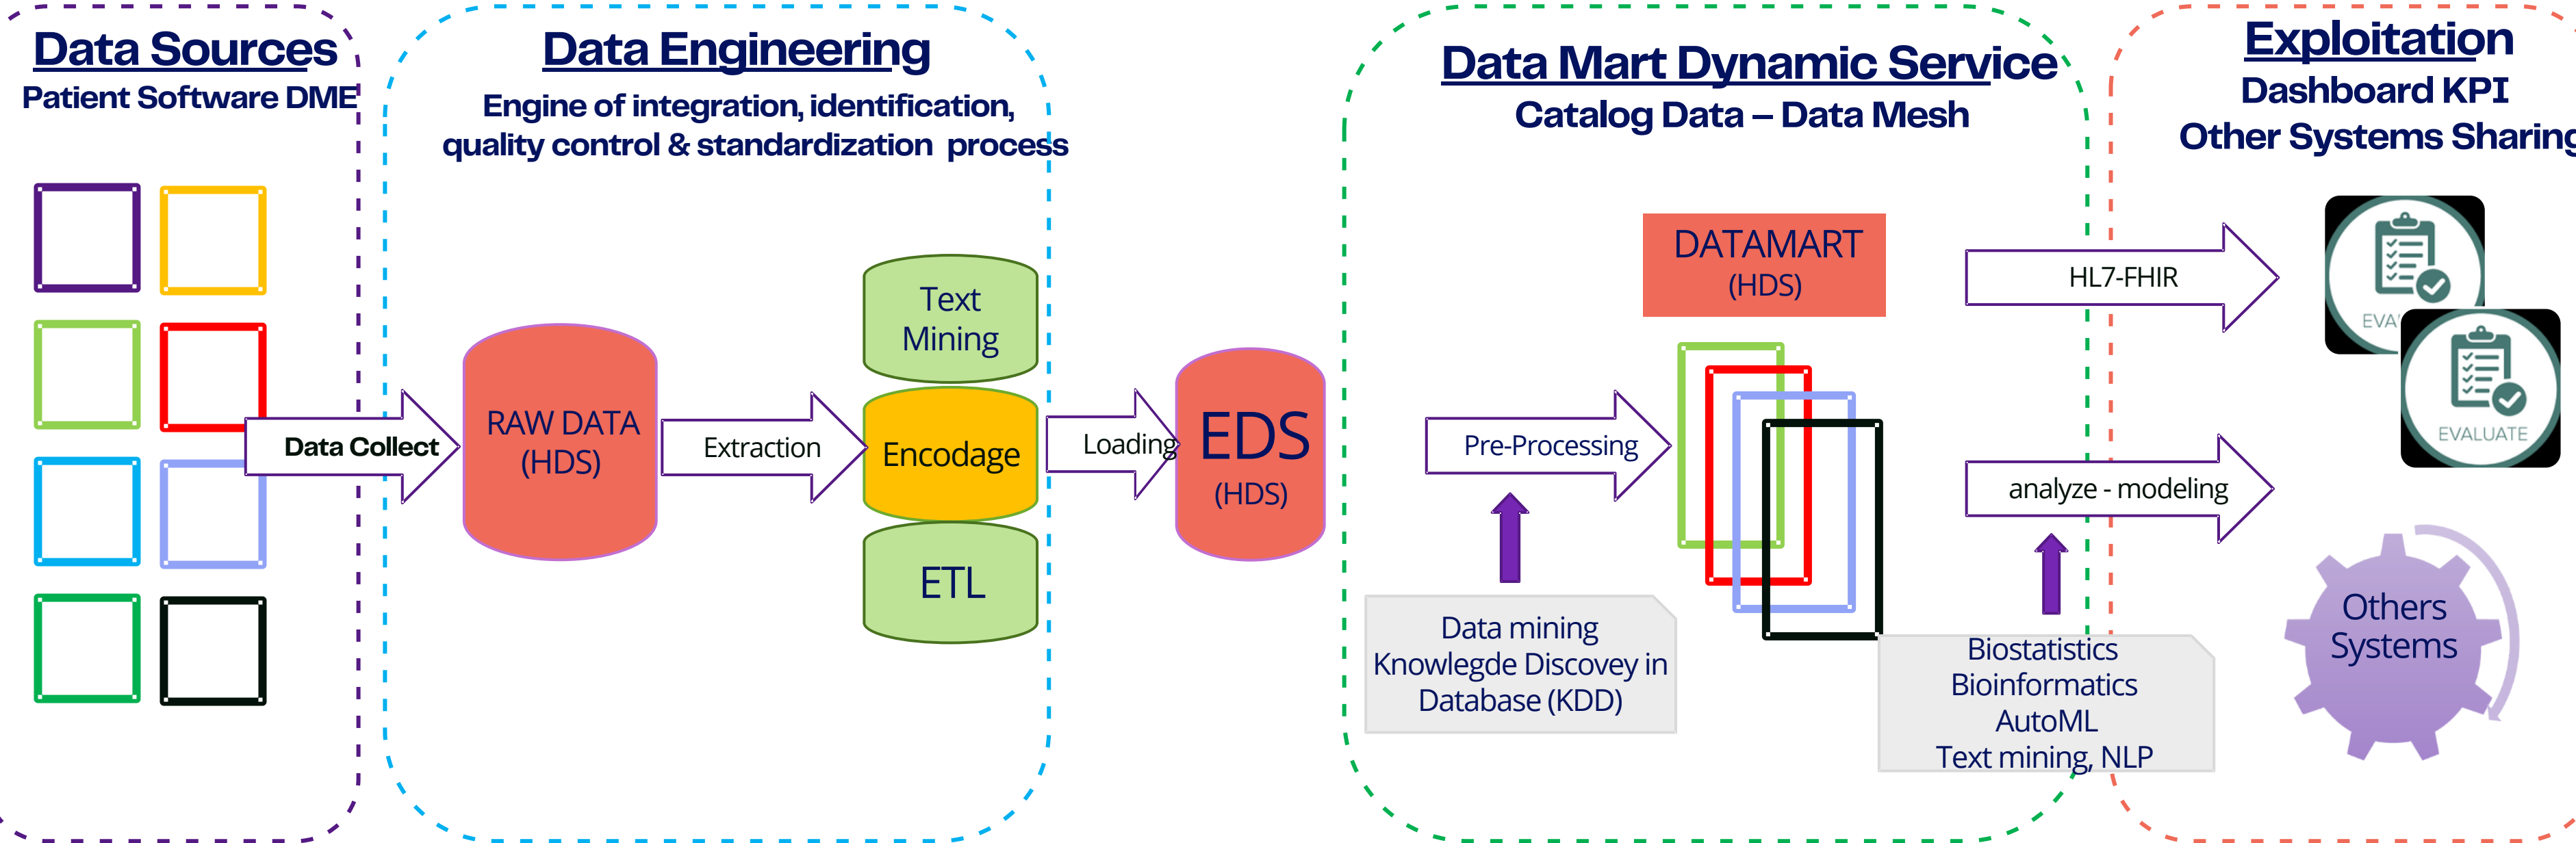 Data Sources
Patient Software DME
Data Collect
Data Engineering
Engine of integration, identification,
quality control & standardization process
RAW DATA
(HDS)
Extraction
Text
Mining
Encodage
ETL
Loading
EDS
(HDS)
Data Mart Dynamic Service
Catalog Data – Data Mesh
Pre-Processing
Data mining
Knowlegde Discovey in
Database (KDD)
DATAMART
(HDS)
HL7-FHIR
analyze - modeling
Biostatistics
Bioinformatics
AutoML
Text mining, NLP
Exploitation
Dashboard KPI
Other Systems Sharing
EVA
EVALUATE
Others
Systems